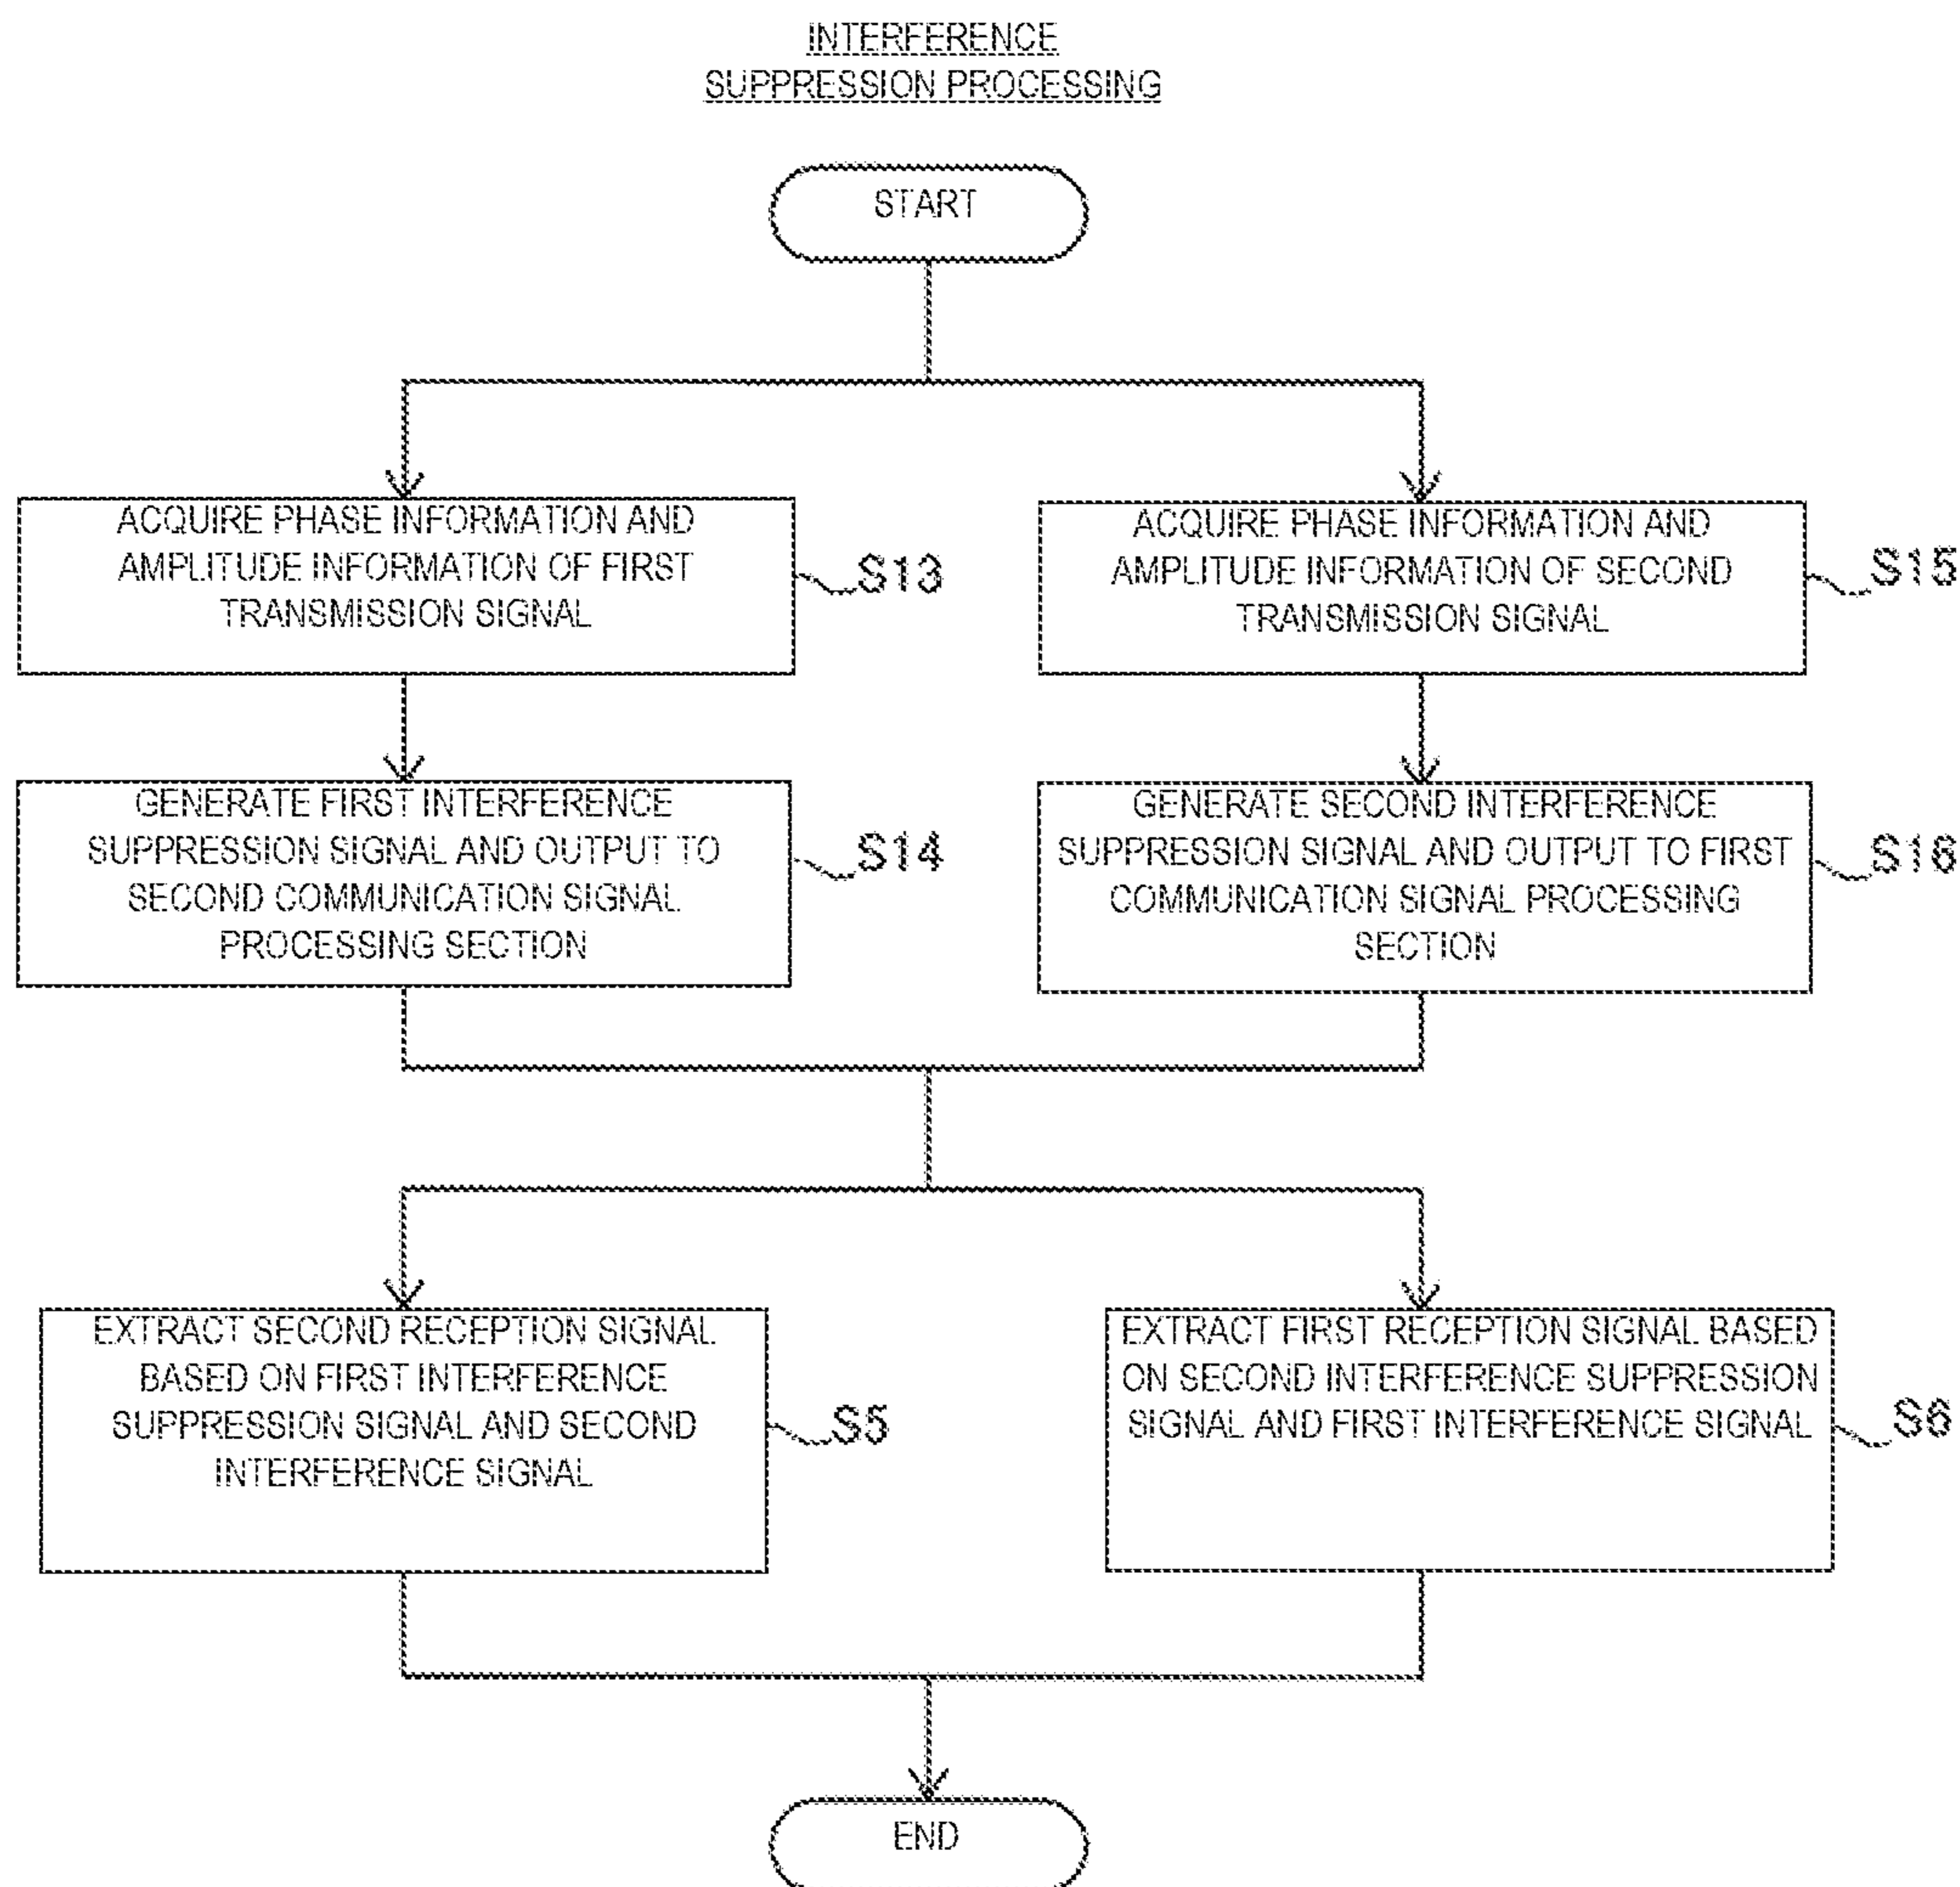 INTERFERENCE
SUPPRESSION PROCESSING
START
ACQUIRE PHASE INFORMATION AND
AMPLITUDE INFORMATION OF FIRST
TRANSMISSION SIGNAL
S13
ACQUIRE PHASE INFORMATION AND
AMPLITUDE INFORMATION OF SECOND
TRANSMISSION SIGNAL
S15
GENERATE FIRST INTERFERENCE
SUPPRESSION SIGNAL AND OUTPUT TO
SECOND COMMUNICATION SIGNAL
PROCESSING SECTION
S14
GENERATE SECOND INTERFERENCE
SUPPRESSION SIGNAL AND OUTPUT TO FIRST
COMMUNICATION SIGNAL PROCESSING
SECTION
S16
EXTRACT SECOND RECEPTION SIGNAL
BASED ON FIRST INTERFERENCE
SUPPRESSION SIGNAL AND SECOND
INTERFERENCE SIGNAL
S5
EXTRACT FIRST RECEPTION SIGNAL BASED
ON SECOND INTERFERENCE SUPPRESSION
SIGNAL AND FIRST INTERFERENCE SIGNAL
S6
END